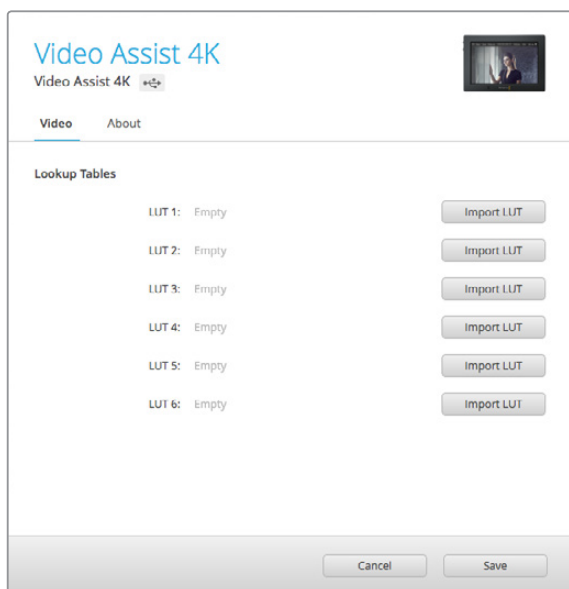 Video Assist 4K
Video Assist 4K
Video About
Lookup Tables
LUT 1: Empty Import LUT
LUT 2: Empty Import LUT
LUT 3: Empty Import LUT
LUT 4: Empty Import LUT
LUT 5: Empty Import LUT
LUT 6: Empty Import LUT
Cancel Save